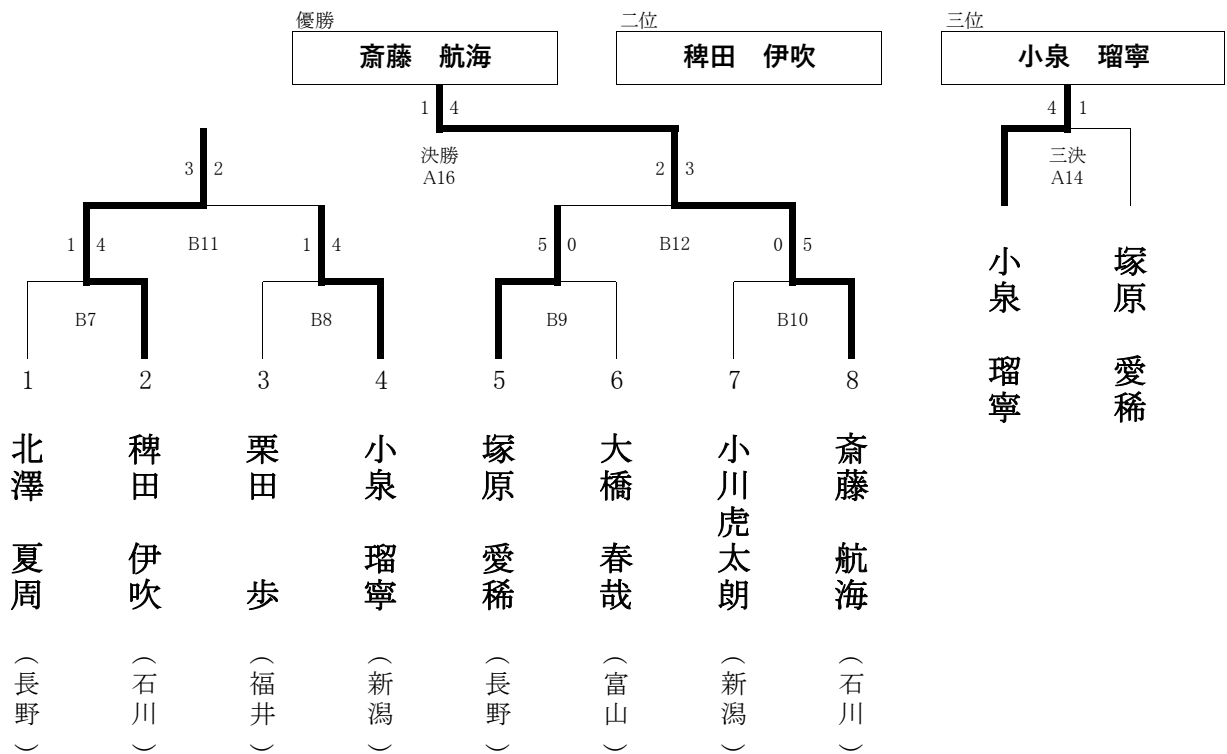 優勝
二位
三位
斎藤　航海
稗田　伊吹
小泉　瑠寧
1 4
4 1
3 2
決勝
A16
2 3
三決
A14
1 4
B11
1 4
5 0
B12
0 5
B7
B8
B9
B10
1
2
3
4
5
6
7
8
小泉　瑠寧
塚原　愛稀
北澤　夏周
稗田　伊吹
栗田　歩
小泉　瑠寧
塚原　愛稀
大橋　春哉
小川虎太朗
斎藤　航海
（長野）
（石川）
（福井）
（新潟）
（長野）
（富山）
（新潟）
（石川）